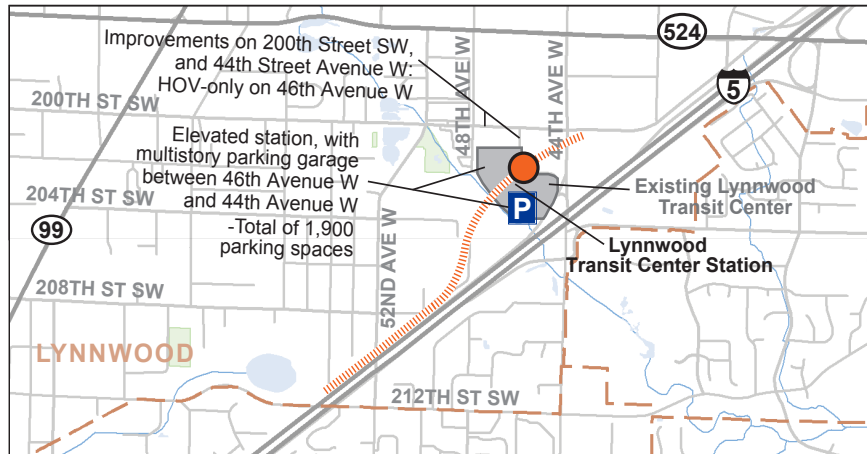 Improvements on 200th Street SW,
and 44th Street Avenue W:
HOV-only on 46th Avenue W
524
5
200TH ST SW
48TH AVE W
44TH AVE W
Elevated station, with
multistory parking garage
between 46th Avenue W
and 44th Avenue W
-Total of 1,900
parking spaces
204TH ST SW
99
P
Existing Lynnwood
Transit Center
Lynnwood
Transit Center Station
52ND AVE W
208TH ST SW
LYNNWOOD
212TH ST SW